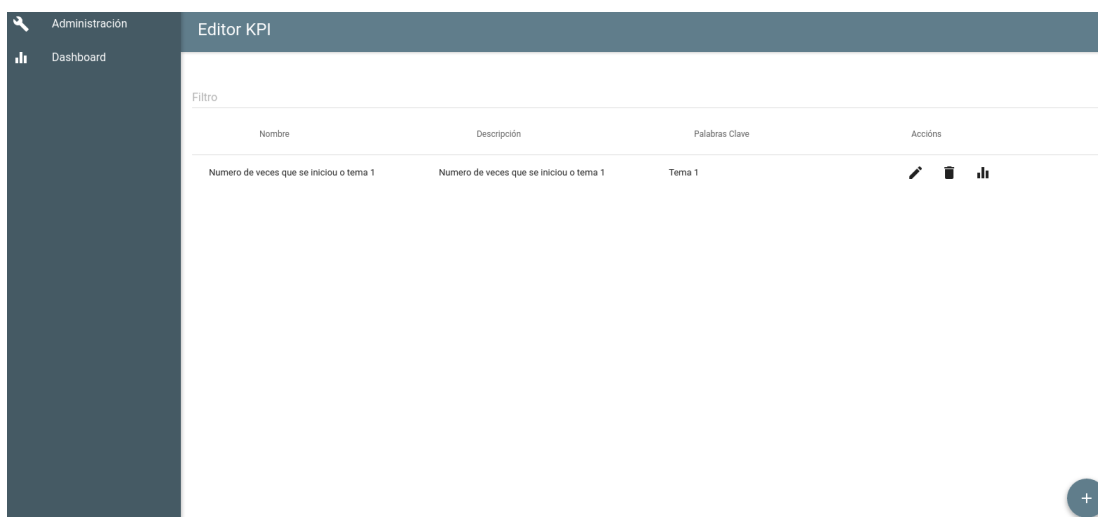 Administración
Dashboard
Editor KPI
Filtro
Nombre Descripción Palabras Clave Accións
Numero de veces que se iniciou o tema 1 Numero de veces que se iniciou o tema 1 Tema 1